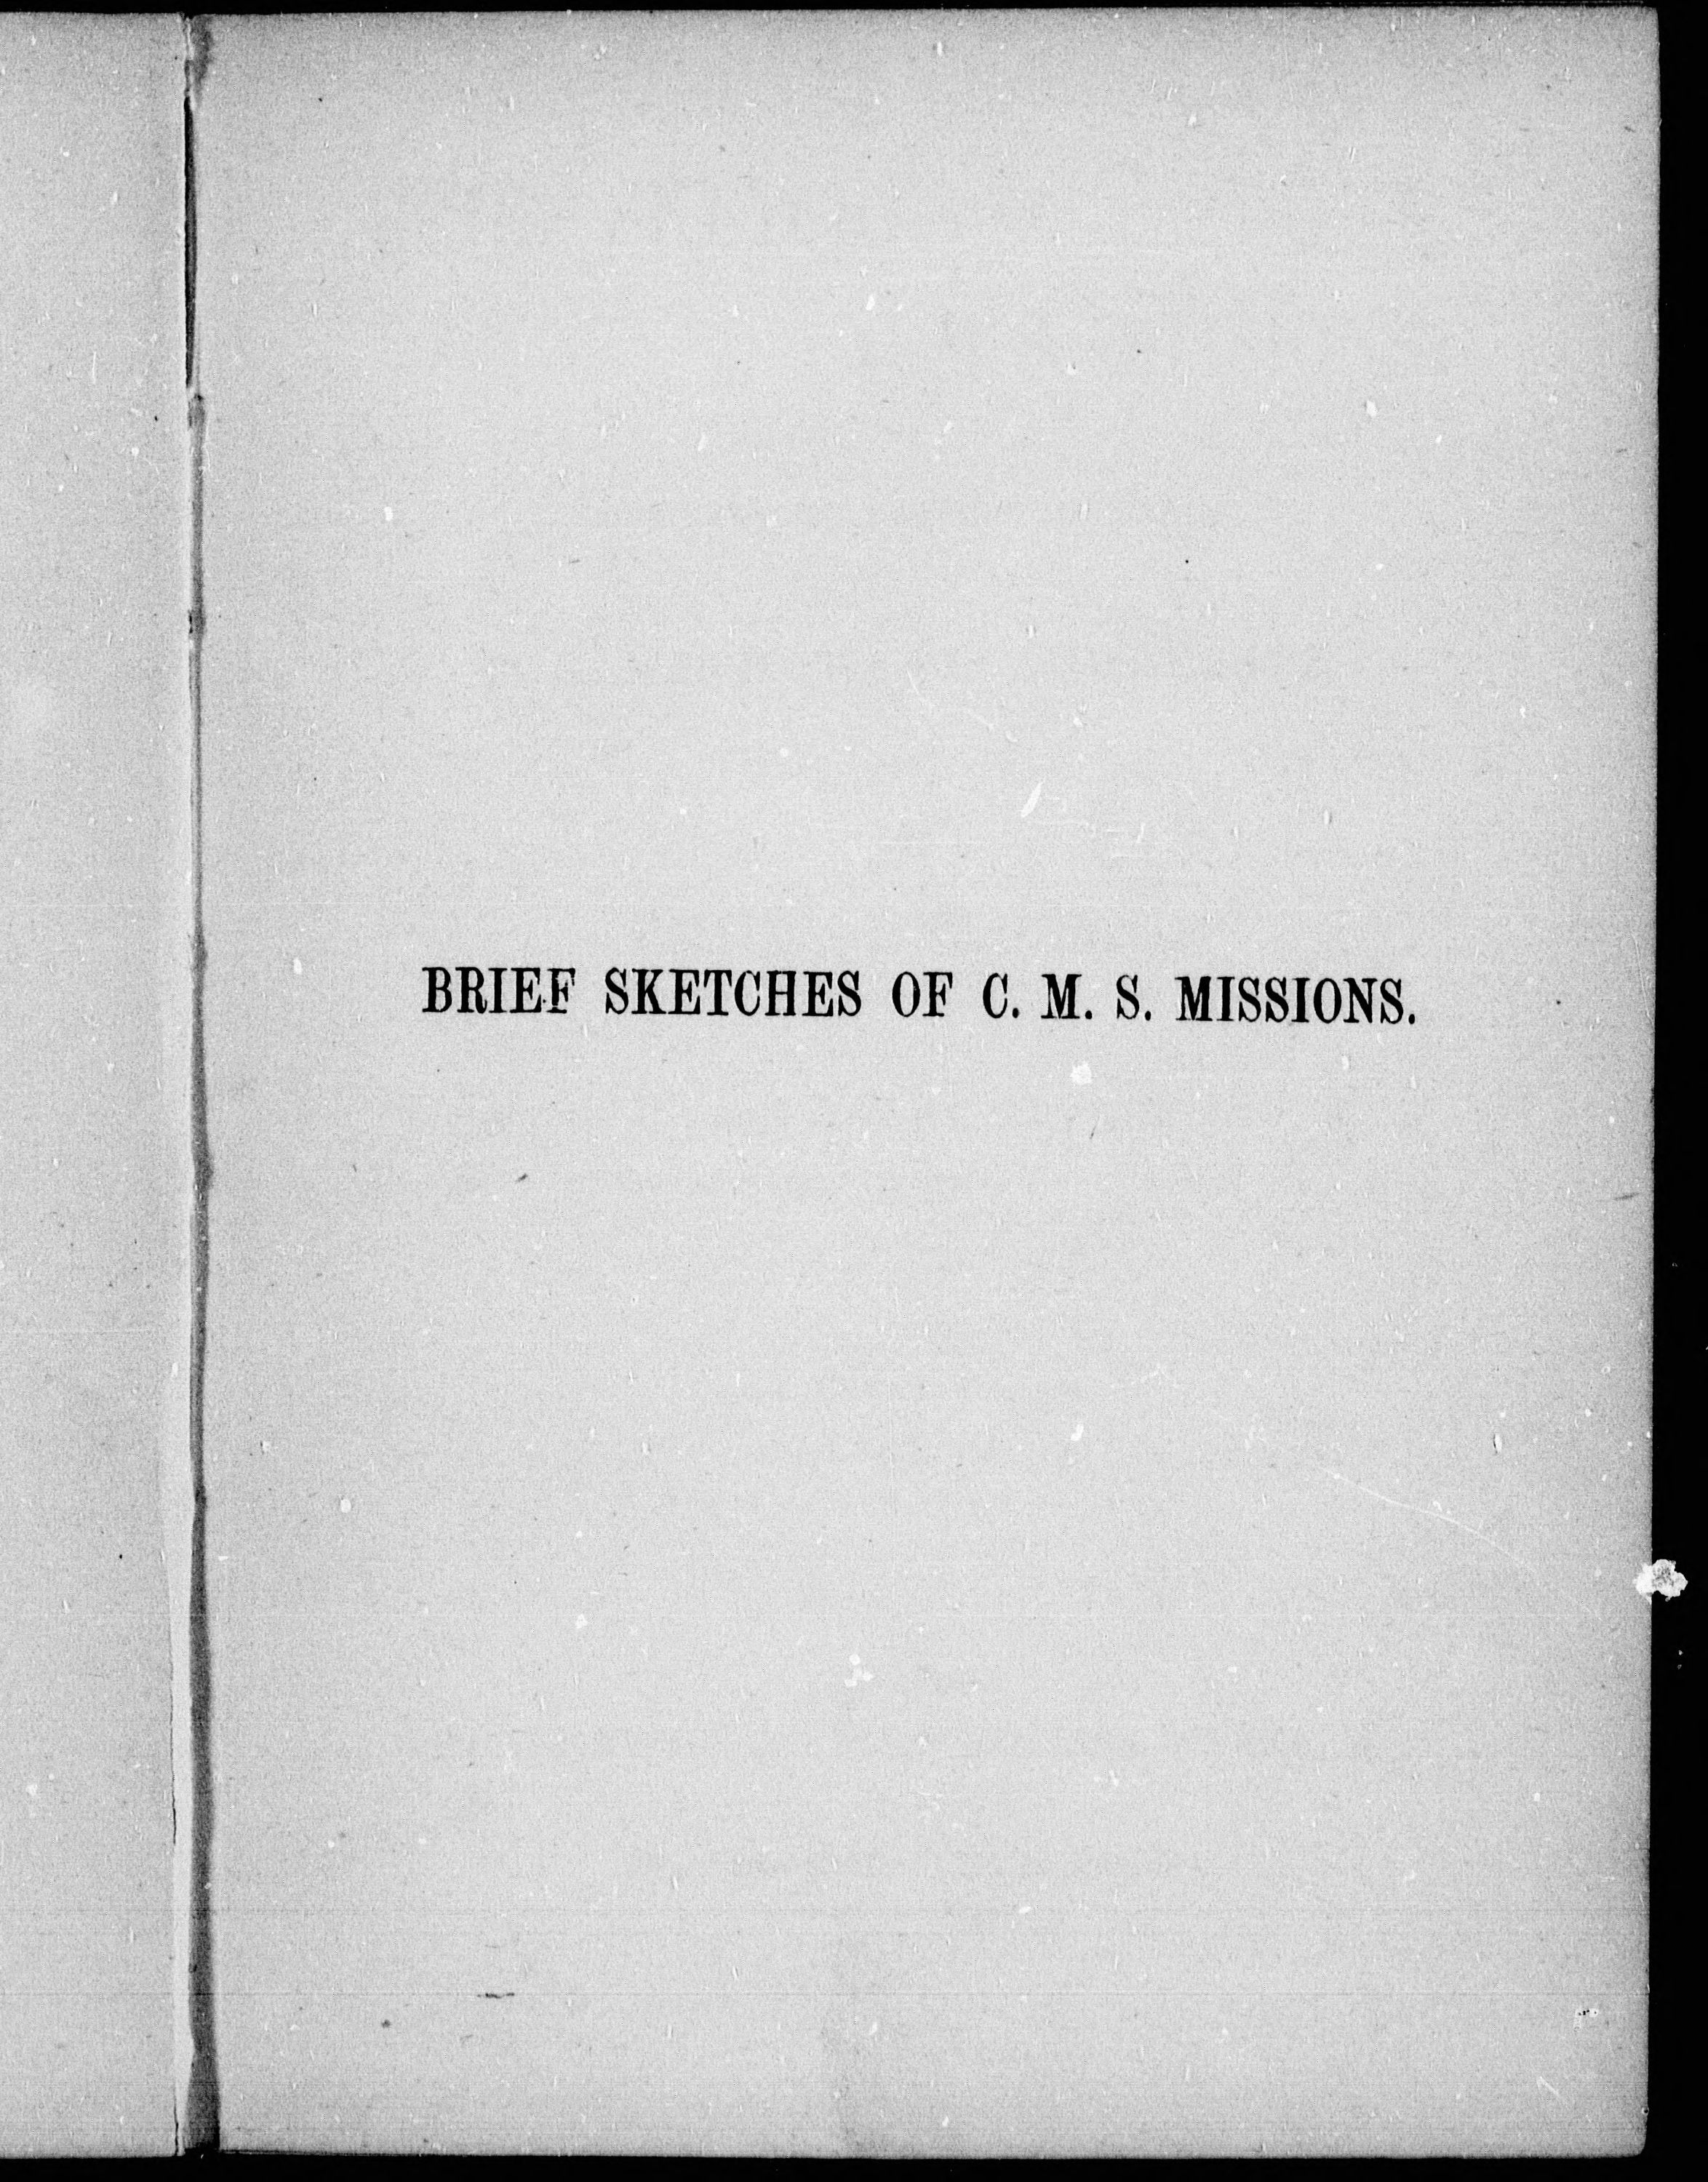 BRIEF SKETCHES OF C. M. S. MISSIONS.